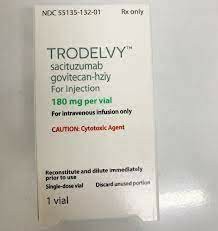 NDC 55135-132-01 Rx only
TRODELVY™
sacituzumab
govitecan-hziy
For Injection
180 mg per vial
For intravenous infusion only
CAUTION: Cytotoxic Agent
Reconstitute and dilute immediately
prior to use
Single-dose vial Discard unused portion
1 vial